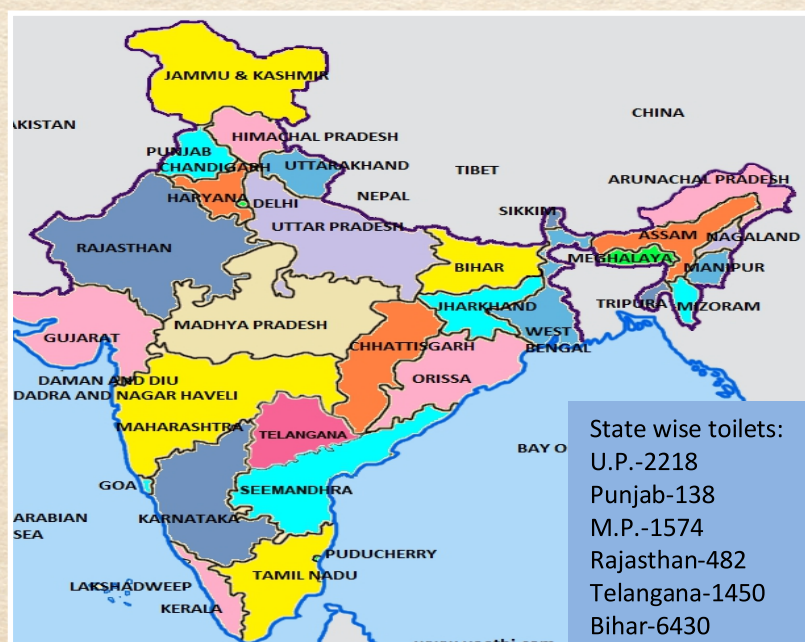 JAMMU & KASHMIR
CHINA
AKISTAN
HIMACHAL PRADESH
PUNJAB
CHANDIGARH
UTTARAKHAND
TIBET
ARUNACHAL PRADESH
HARYANA
DELHI
NEPAL
SIKKIM
UTTAR PRADESH
ASSAM
NAGALAND
RAJASTHAN
BIHAR
MEGHALAYA
MANIPUR
JHARKHAND
TRIPURA
MIZORAM
GUJARAT
MADHYA PRADESH
WEST
BENGAL
CHHATTISGARH
ORISSA
DAMAN AND DIU
DADRA AND NAGAR HAVELI
MAHARASHTRA
TELANGANA
BAY O
GOA
SEEMANDHRA
ARABIAN
SEA
KARNATAKA
PUDUCHERRY
TAMIL NADU
LAKSHADWEEP
KERALA
State wise toilets:
U.P.-2218
Punjab-138
M.P.-1574
Rajasthan-482
Telangana-1450
Bihar-6430